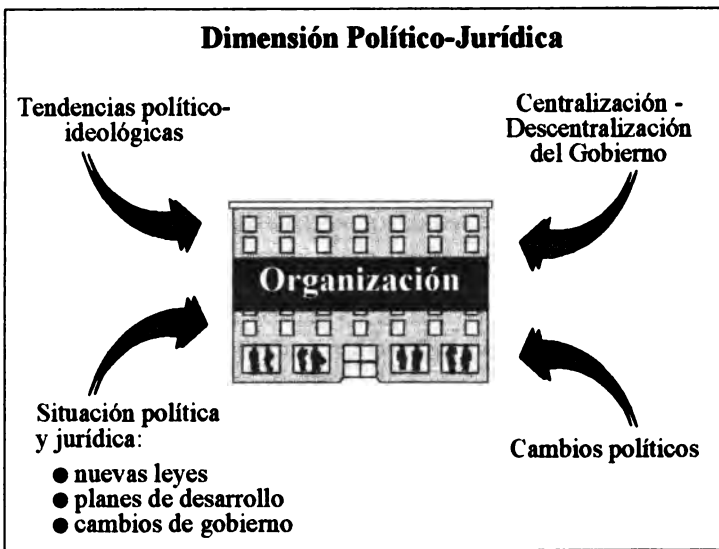 Dimensión Político-Jurídica
Tendencias político-
ideológicas
Centralización -
Descentralización
del Gobierno
Organización
Situación política
y jurídica:
● nuevas leyes
● planes de desarrollo
● cambios de gobierno
Cambios políticos